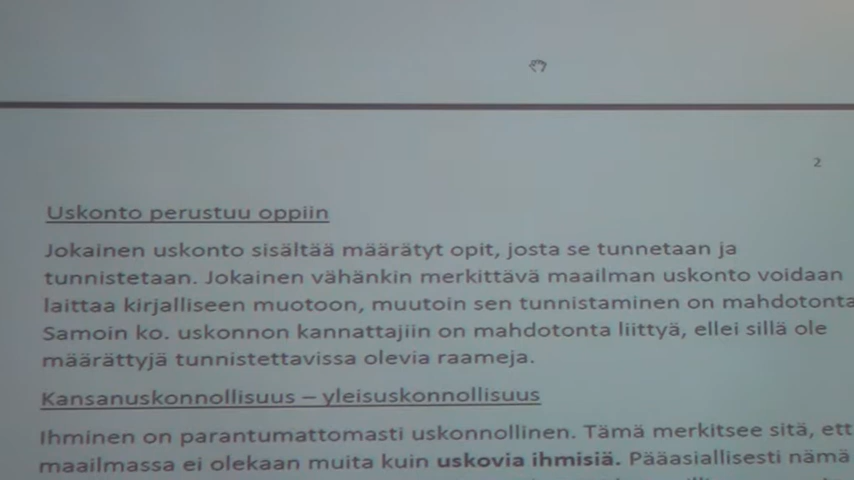 2
Uskonto perustuu oppiin
Jokainen uskonto sisältää määrätyt opit, josta se tunnetaan ja
tunnistetaan. Jokainen vähänkin merkittävä maailman uskonto voidaan
laittaa kirjalliseen muotoon, muutoin sen tunnistaminen on mahdotonta
Samoin ko. uskonnon kannattajiin on mahdotonta liittyä, ellei sillä ole
määrättyjä tunnistettavissa olevia raameja.
Kansanuskonnollisuus – yleisuskonnollisuus
Ihminen on parantumattomasti uskonnollinen. Tämä merkitsee sitä, ett
maailmassa ei olekaan muita kuin uskovia ihmisiä. Pääasiallisesti nämä